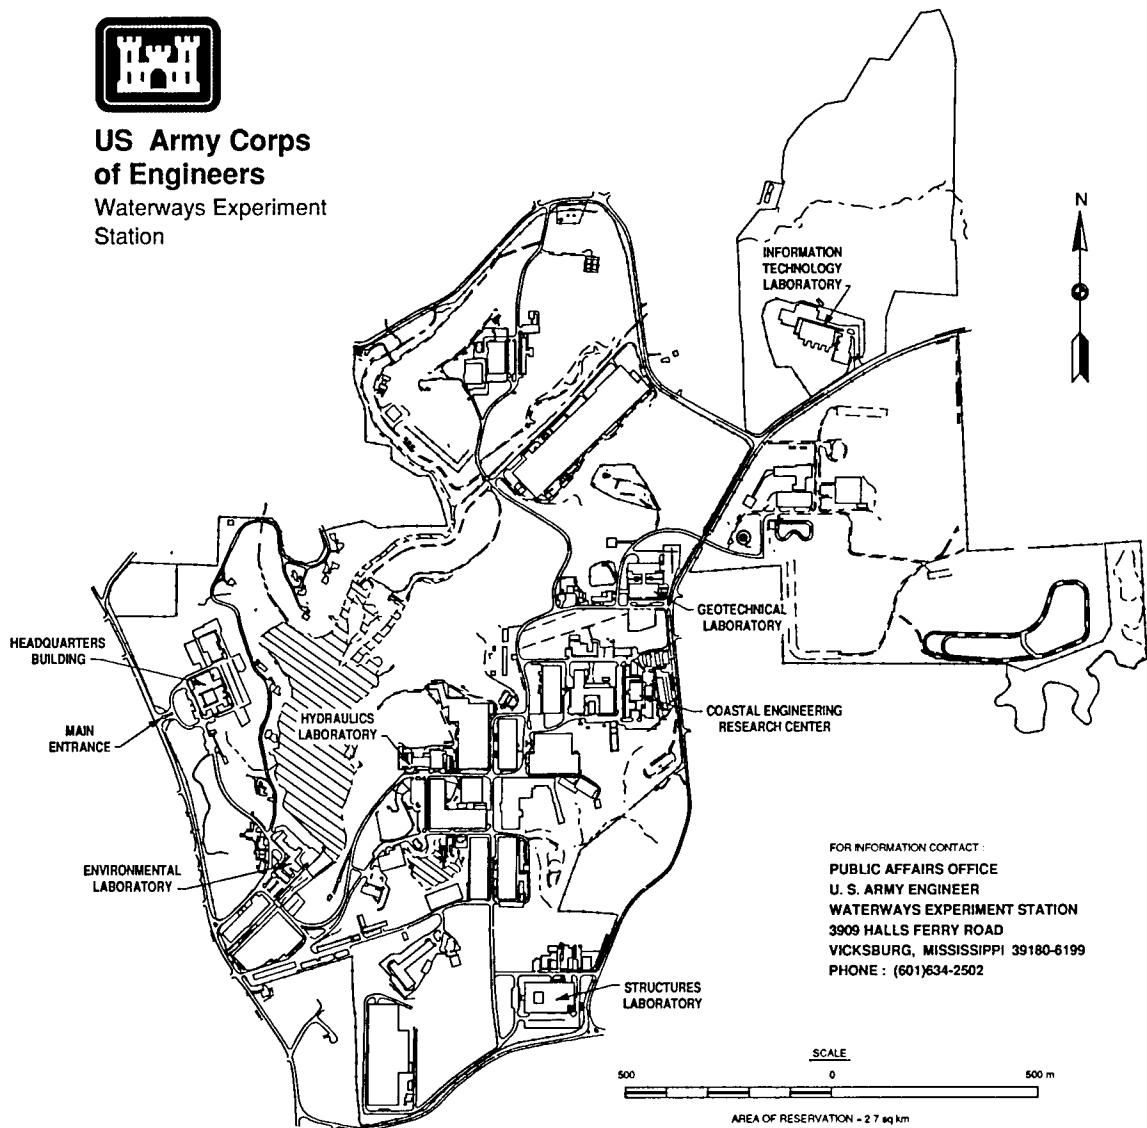 US Army Corps
of Engineers
Waterways Experiment
Station
N
INFORMATION
TECHNOLOGY
LABORATORY
GEOTECHNICAL
LABORATORY
HEADQUARTERS
BUILDING
MAIN
ENTRANCE
HYDRAULICS
LABORATORY
COASTAL ENGINEERING
RESEARCH CENTER
ENVIRONMENTAL
LABORATORY
STRUCTURES
LABORATORY
FOR INFORMATION CONTACT :
PUBLIC AFFAIRS OFFICE
U. S. ARMY ENGINEER
WATERWAYS EXPERIMENT STATION
3909 HALLS FERRY ROAD
VICKSBURG, MISSISSIPPI 39180-6199
PHONE : (601)634-2502
SCALE
500 0 500 m
AREA OF RESERVATION - 2 7 sq km